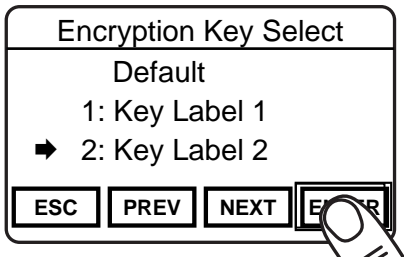 Encryption Key Select
Default
1: Key Label 1
➡ 2: Key Label 2
ESC PREV NEXT